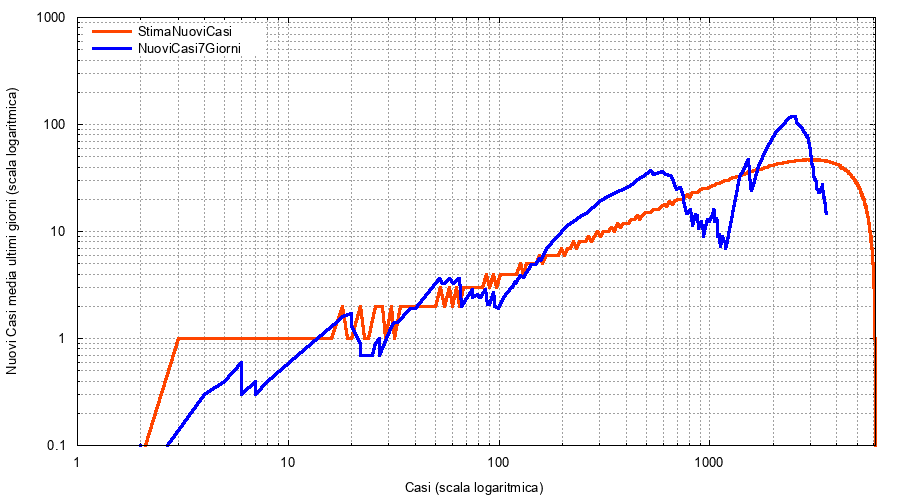 1000
StimaNuoviCasi
NuoviCasi7Giorni
100
10
1
0.1
Nuovi Casi media ultimi giorni (scala logaritmica)
1 10 100 1000
Casi (scala logaritmica)